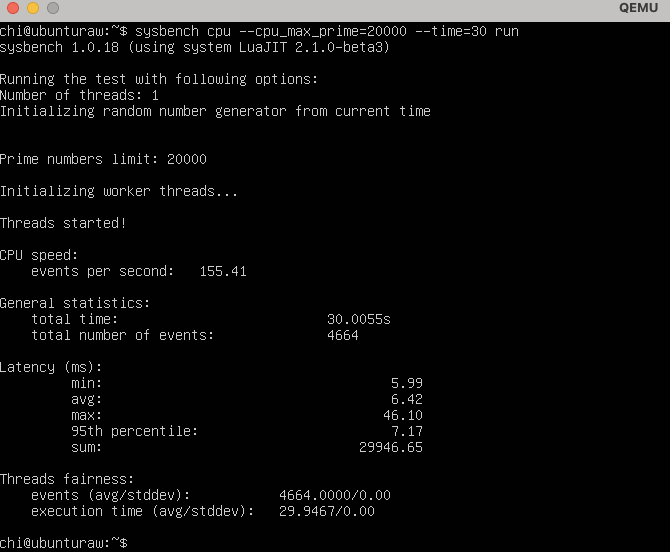 QEMU
chi@ubunturaw:~$ sysbench cpu --cpu_max_prime=20000 --time=30 run
sysbench 1.0.18 (using system LuaJIT 2.1.0-beta3)
Running the test with following options:
Number of threads: 1
Initializing random number generator from current time
Prime numbers limit: 20000
Initializing worker threads...
Threads started!
CPU speed:
    events per second:   155.41
General statistics:
    total time:                          30.0055s
    total number of events:              4664
Latency (ms):
         min:                                    5.99
         avg:                                    6.42
         max:                                   46.10
         95th percentile:                        7.17
         sum:                                29946.65
Threads fairness:
    events (avg/stddev):           4664.0000/0.00
    execution time (avg/stddev):   29.9467/0.00
chi@ubunturaw:~$